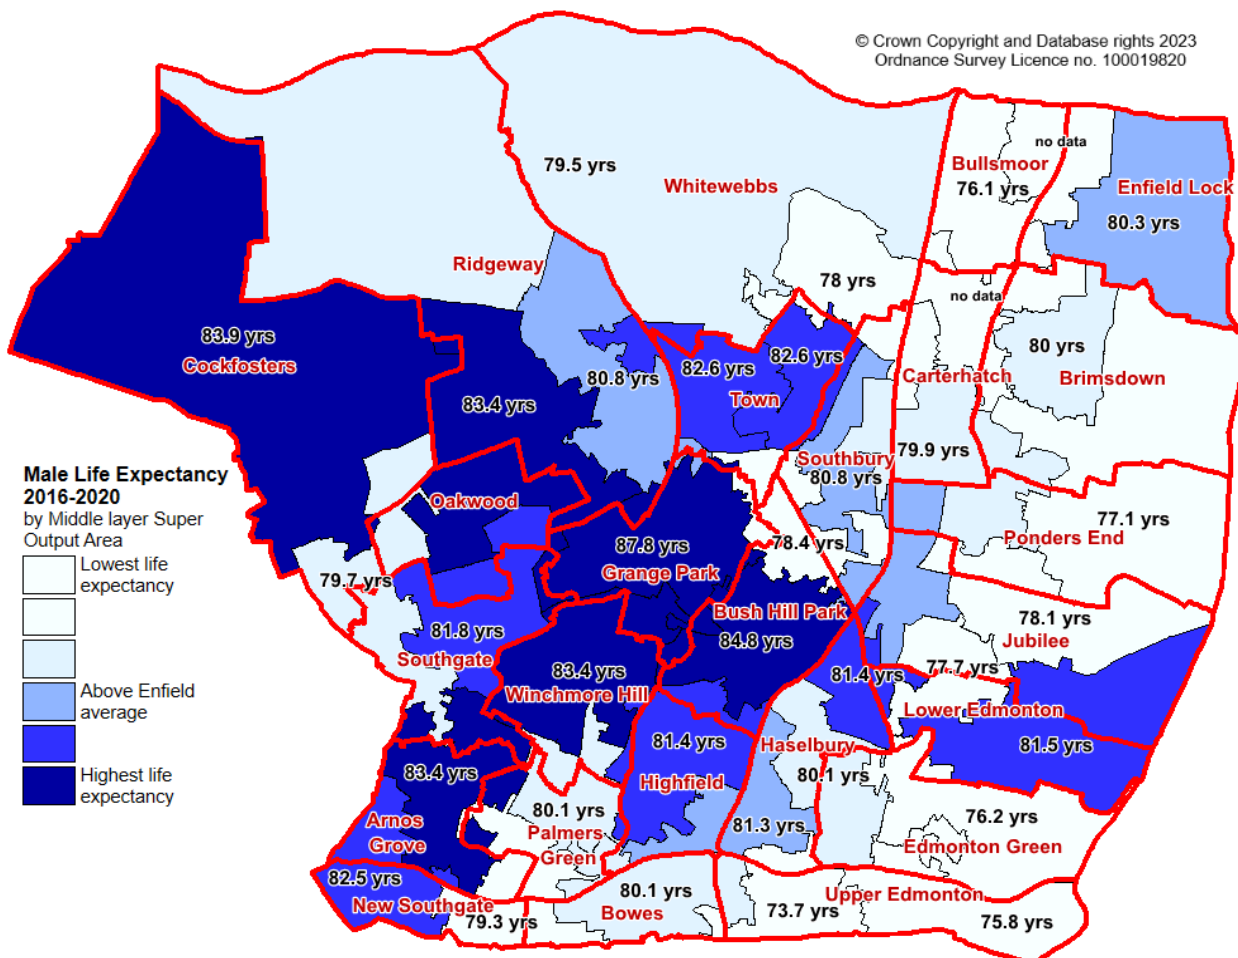 © Crown Copyright and Database rights 2023
Ordnance Survey Licence no. 100019820
no data
Bullsmoor
79.5 yrs
Whitewebbs
76.1 yrs
Enfield Lock
80.3 yrs
Ridgeway
78 yrs
no data
83.9 yrs
Cockfosters
82.6 yrs
82.6 yrs
80 yrs
80.8 yrs
Carterhatch
Brimsdown
83.4 yrs
Town
Southbury
79.9 yrs
80.8 yrs
Male Life Expectancy
2016-2020
by Middle layer Super
Output Area
Lowest life
expectancy
Above Enfield
average
Highest life
expectancy
Oakwood
77.1 yrs
Ponders End
87.8 yrs
78.4 yrs
Grange Park
79.7 yrs
Bush Hill Park
78.1 yrs
81.8 yrs
84.8 yrs
Jubilee
Southgate
83.4 yrs
81.4 yrs
77.7 yrs
Winchmore Hill
Lower Edmonton
81.4 yrs
Haselbury
81.5 yrs
83.4 yrs
80.1 yrs
Highfield
80.1 yrs
76.2 yrs
Arnos
Grove
Palmers
Green
81.3 yrs
Edmonton Green
82.5 yrs
80.1 yrs
Upper Edmonton
New Southgate
Bowes
73.7 yrs
79.3 yrs
75.8 yrs